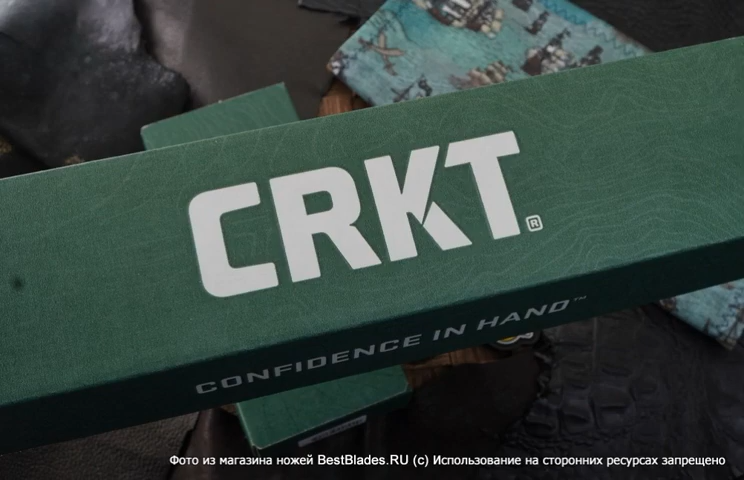 CRKT®
CONFIDENCE IN HAND™
Фото из магазина ножей BestBlades.RU (c) Использование на сторонних ресурсах запрещено